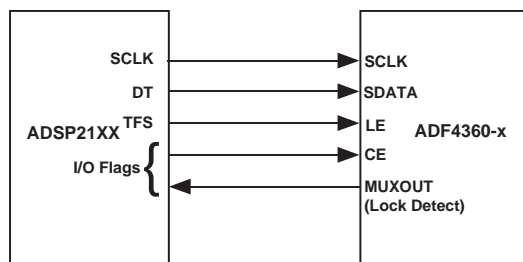 SCLK
DT
TFS
ADSP21XX
I/O Flags
{
SCLK
SDATA
LE
ADF4360-x
CE
MUXOUT
(Lock Detect)